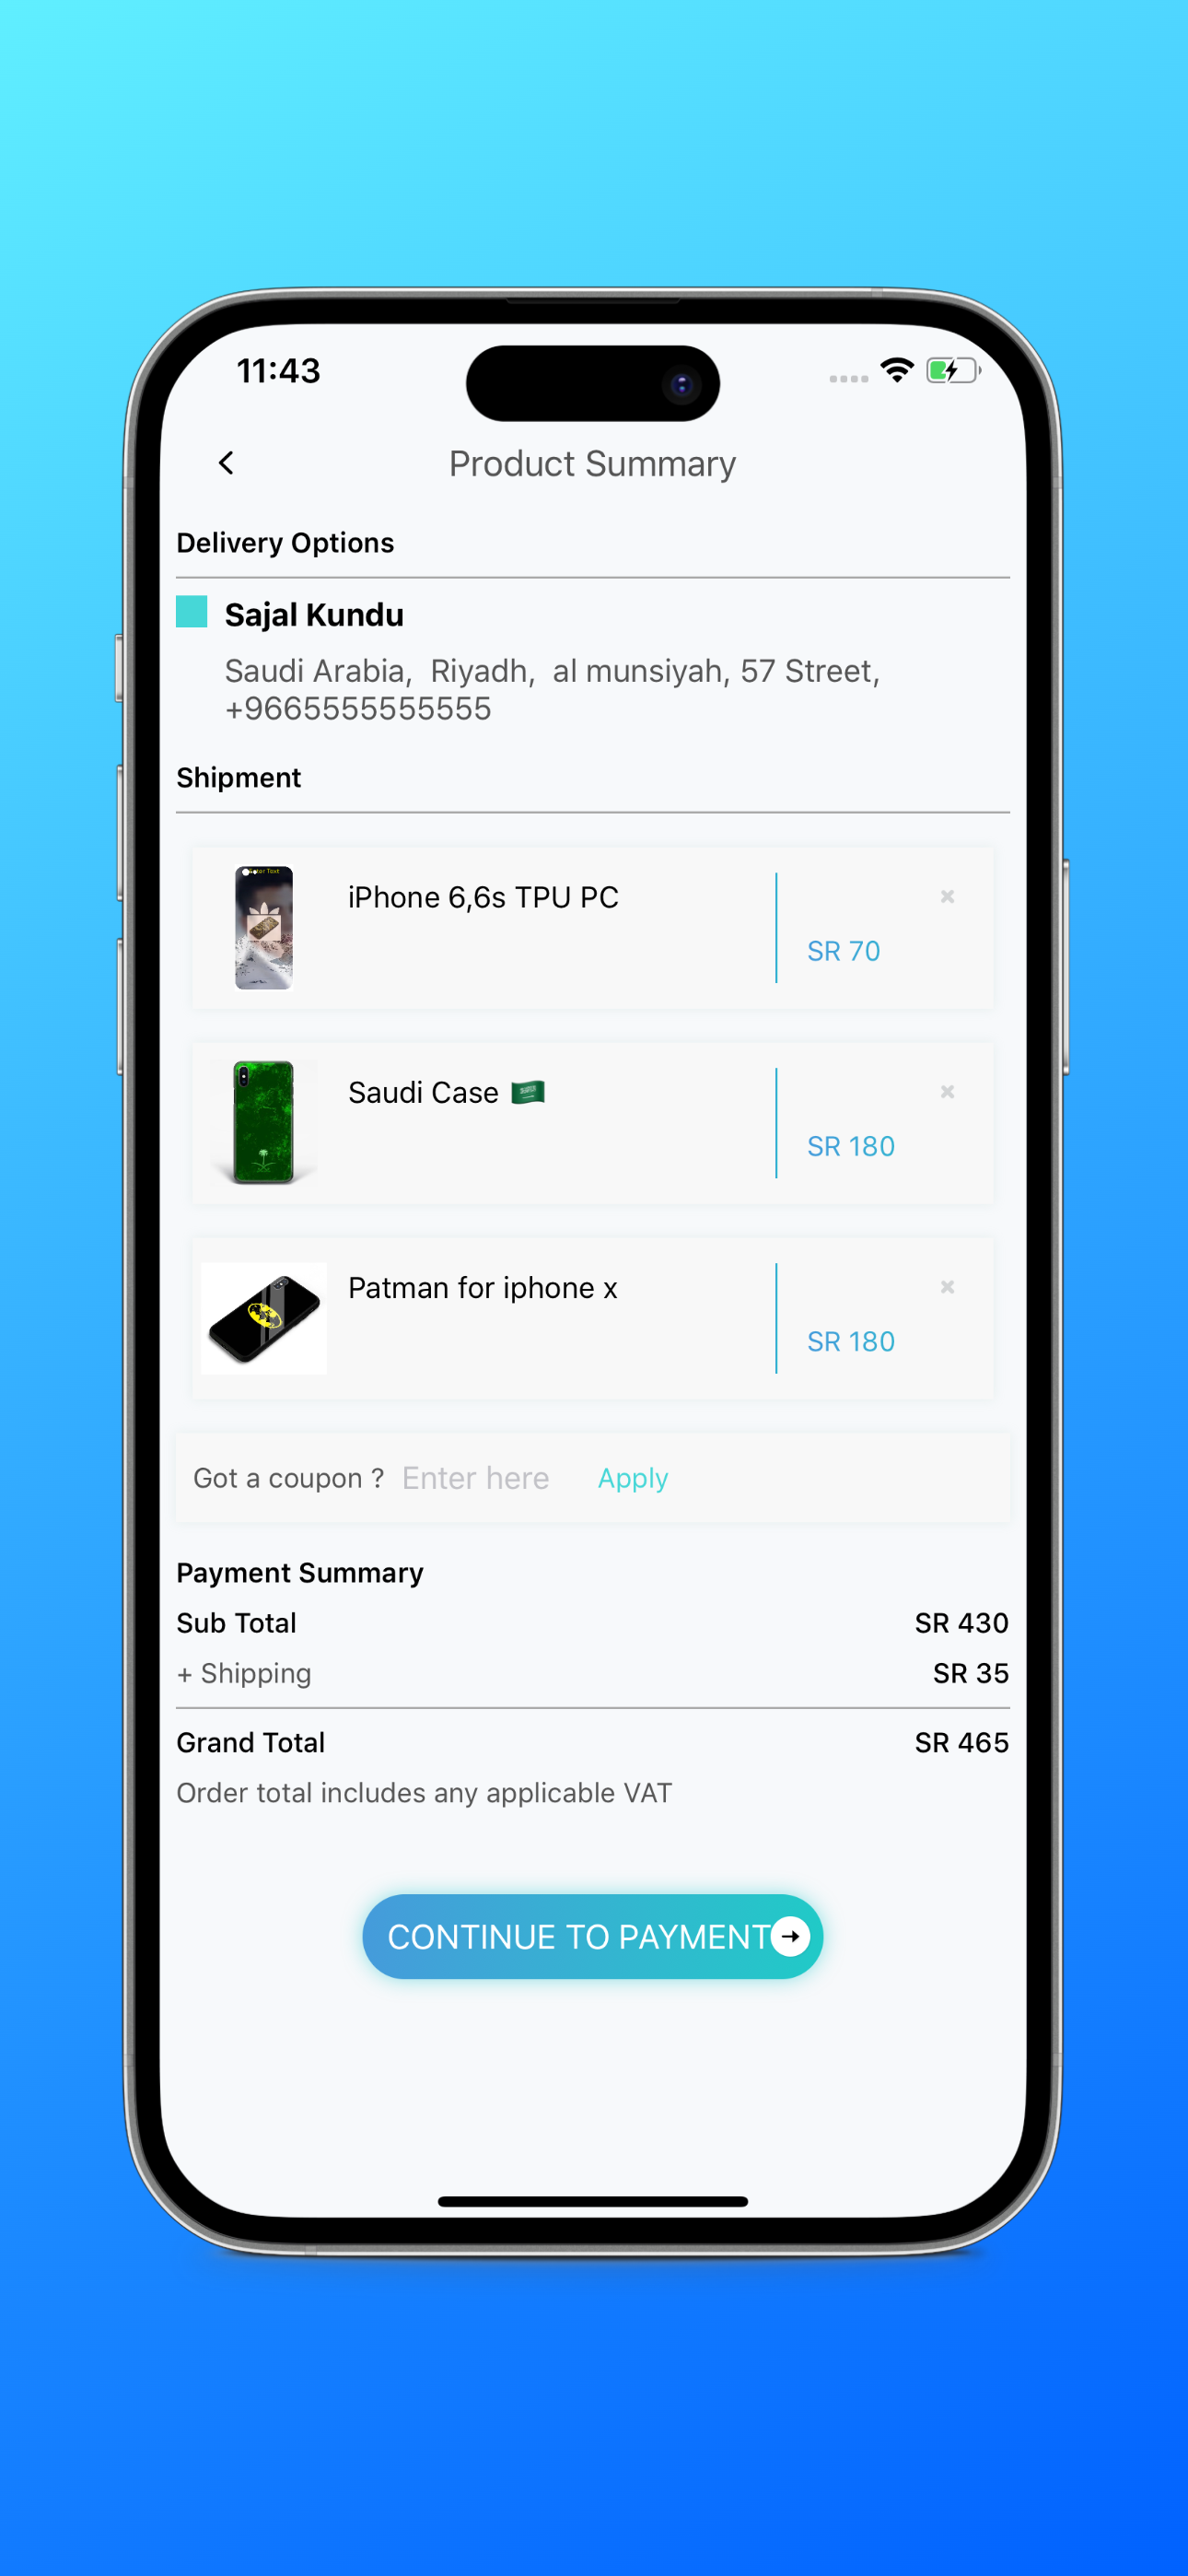 11:43
Product Summary
Delivery Options
Sajal Kundu
Saudi Arabia,  Riyadh,  al munsiyah, 57 Street,
+9665555555555
Shipment
iPhone 6,6s TPU PC
SR 70
Saudi Case 🇸🇦
SR 180
Patman for iphone x
SR 180
Got a coupon ? Enter here Apply
Payment Summary
Sub Total SR 430
+ Shipping SR 35
Grand Total SR 465
Order total includes any applicable VAT
CONTINUE TO PAYMENT